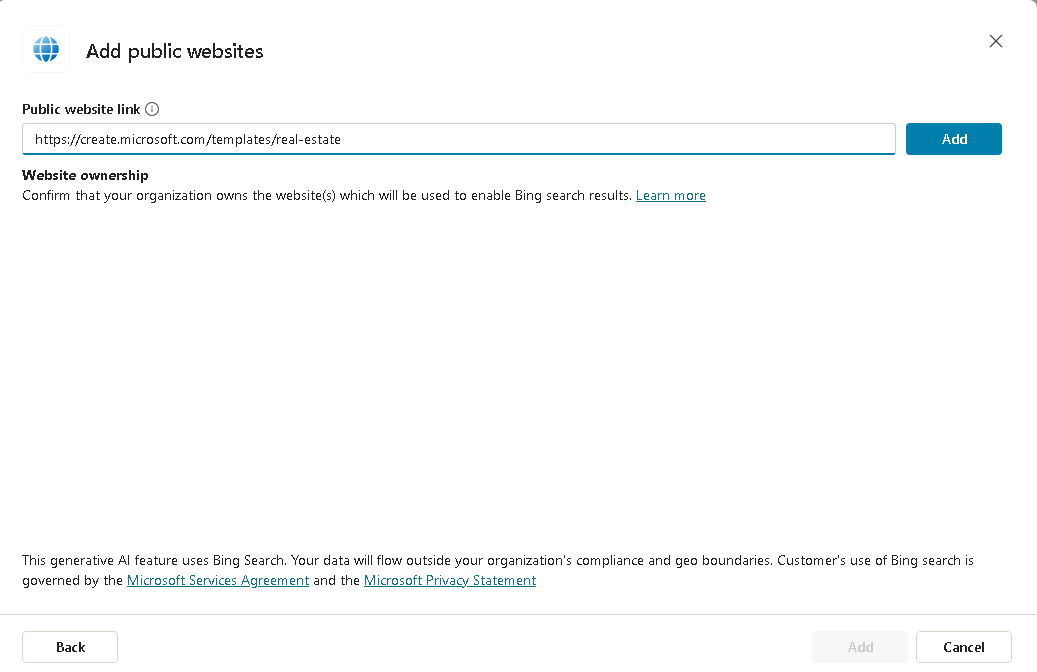 Add public websites
Public website link
https://create.microsoft.com/templates/real-estate
Add
Website ownership
Confirm that your organization owns the website(s) which will be used to enable Bing search results. Learn more
This generative AI feature uses Bing Search. Your data will flow outside your organization's compliance and geo boundaries. Customer's use of Bing search is
governed by the Microsoft Services Agreement and the Microsoft Privacy Statement
Back
Add
Cancel